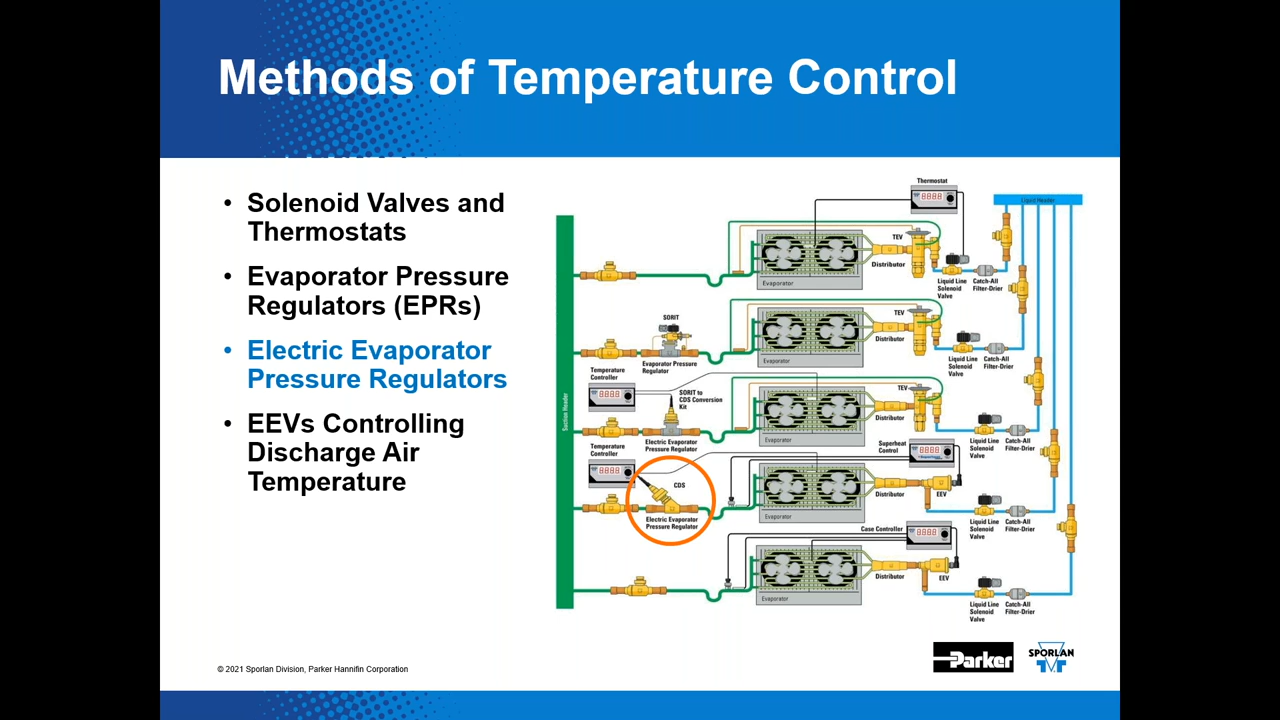 Methods of Temperature Control
• Solenoid Valves and
Thermostats
• Evaporator Pressure
Regulators (EPRs)
• Electric Evaporator
Pressure Regulators
• EEVs Controlling
Discharge Air
Temperature
Thermostat
Liquid Header
TEV
Distributor
Evaporator
Liquid Line
Solenoid
Valve
Catch-All
Filter-Drier
SORIT
TEV
Distributor
Evaporator
Evaporator Pressure
Regulator
Liquid Line
Solenoid
Valve
Catch-All
Filter-Drier
Temperature
Controller
SORIT to
CDS Conversion
Kit
TEV
Distributor
Evaporator
Suction Header
Electric Evaporator
Pressure Regulator
Liquid Line
Solenoid
Valve
Catch-All
Filter-Drier
Temperature
Controller
Superheat
Control
CDS
Distributor
EEV
Evaporator
Electric Evaporator
Pressure Regulator
Liquid Line
Solenoid
Valve
Catch-All
Filter-Drier
Case Controller
Distributor
EEV
Evaporator
Liquid Line
Solenoid
Valve
Catch-All
Filter-Drier
© 2021 Sporlan Division, Parker Hannifin Corporation
Parker
SPORLAN